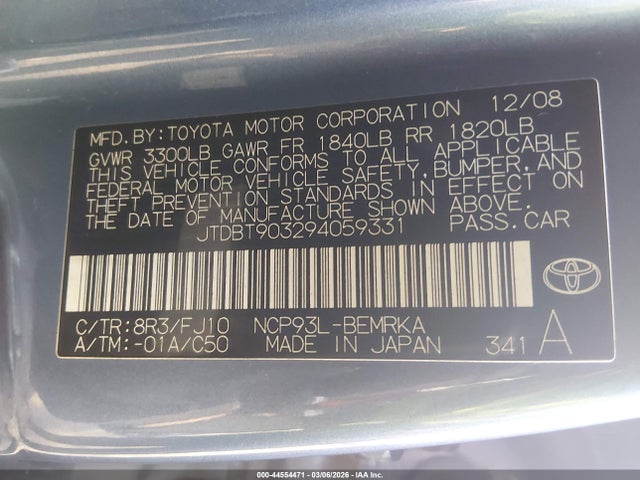 MFD.BY:TOYOTA MOTOR CORPORATION 12/08
GVWR 3300LB GAWR FR 1840LB RR 1820LB
THIS VEHICLE CONFORMS TO ALL APPLICABLE
FEDERAL MOTOR VEHICLE SAFETY,BUMPER,AND
THEFT PREVENTION STANDARDS IN EFFECT ON
THE DATE OF MANUFACTURE SHOWN ABOVE.
JTDBT903294059331 PASS.CAR
C/TR:8R3/FJ10 NCP93L-BEMRKA
A/TM:-01A/C50 MADE IN JAPAN 341 A
000-44554471 - 03/06/2026 - IAAI.com